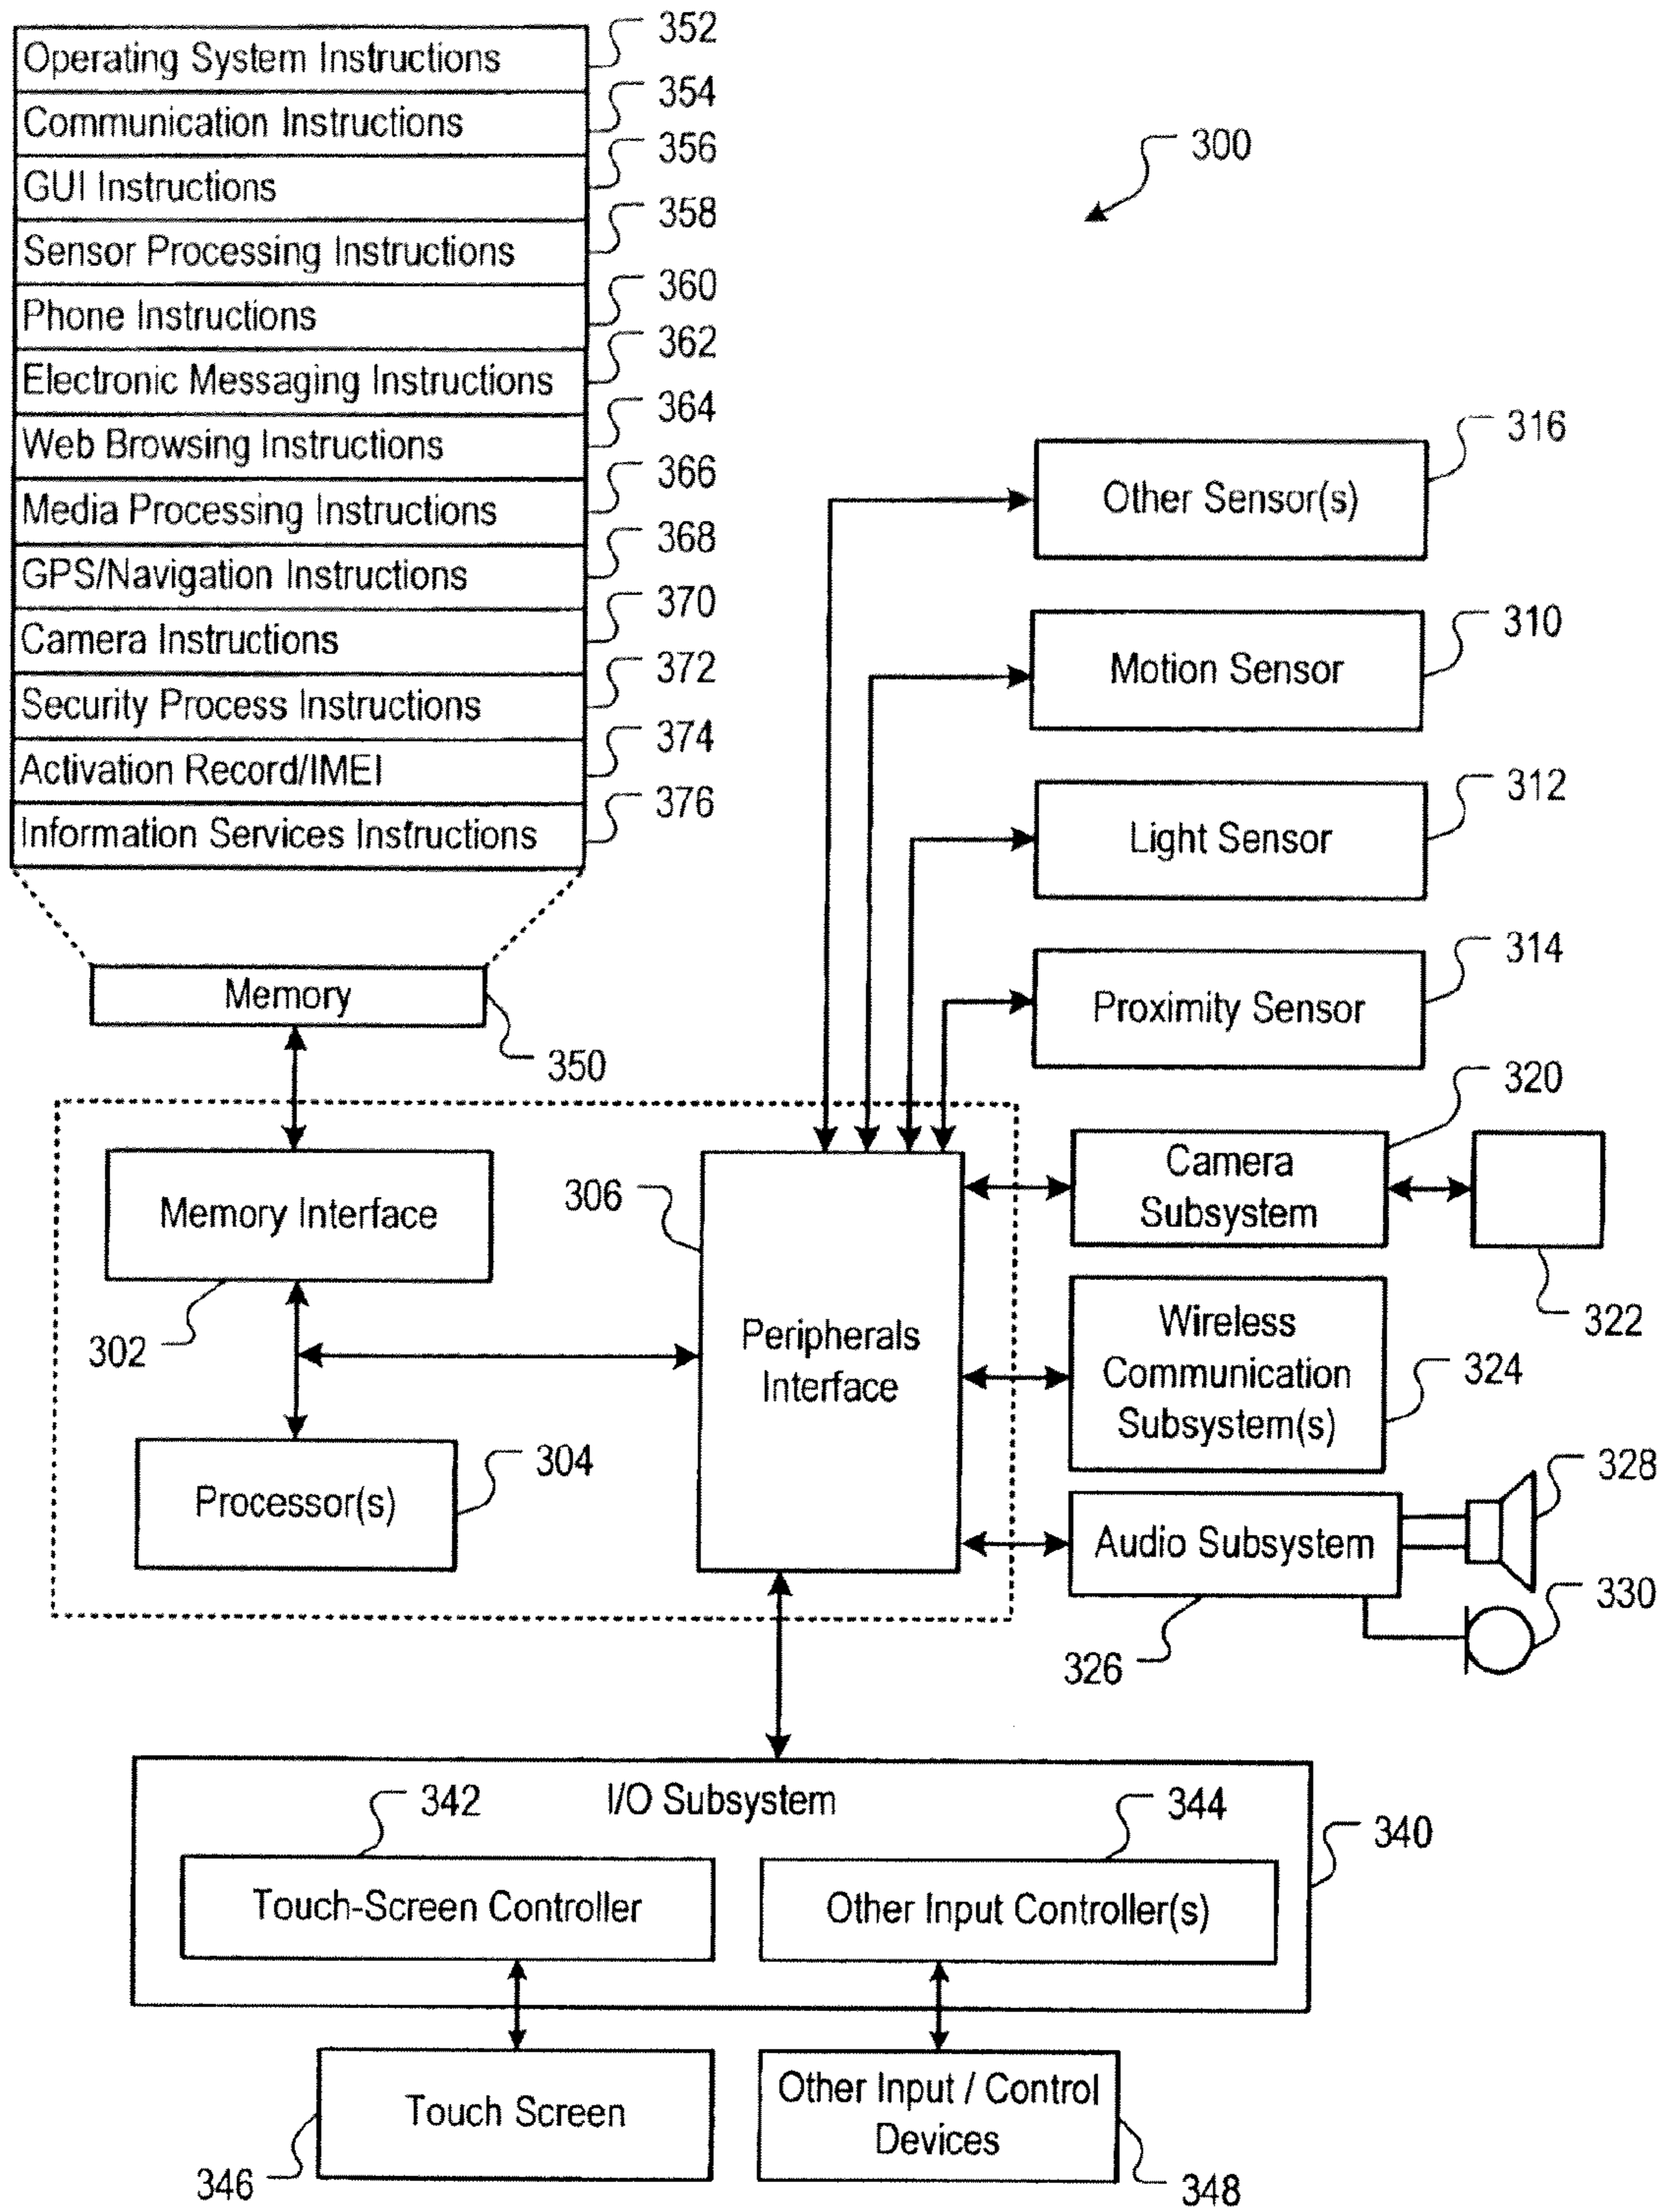 352
Operating System Instructions
354
Communication Instructions
356
GUI Instructions
358
Sensor Processing Instructions
360
Phone Instructions
362
Electronic Messaging Instructions
364
Web Browsing Instructions
366
Media Processing Instructions
368
GPS/Navigation Instructions
370
Camera Instructions
372
Security Process Instructions
374
Activation Record/IMEI
376
Information Services Instructions
300
316
Other Sensor(s)
310
Motion Sensor
312
Light Sensor
314
Proximity Sensor
Memory
350
320
Camera
Subsystem
322
Memory Interface
302
306
Peripherals
Interface
Wireless
Communication
Subsystem(s)
324
304
Processor(s)
328
Audio Subsystem
330
326
I/O Subsystem
342
344
340
Touch-Screen Controller
Other Input Controller(s)
Touch Screen
346
Other Input / Control
Devices
348